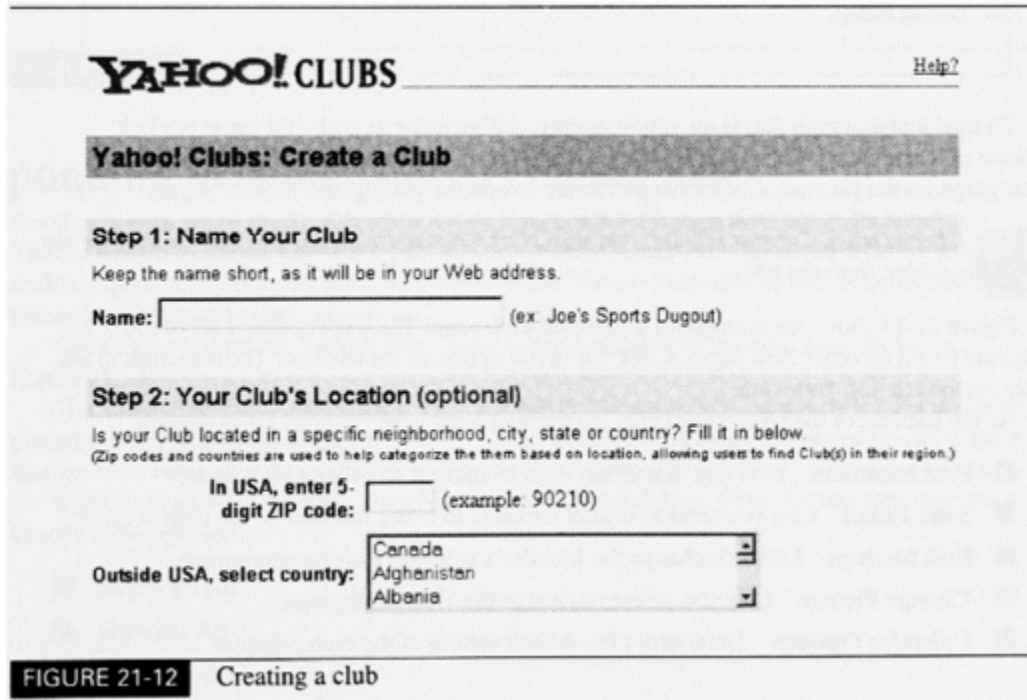 YAHOO! CLUBS
Help?
Yahoo! Clubs: Create a Club
Step 1: Name Your Club
Keep the name short, as it will be in your Web address.
Name: (ex. Joe's Sports Dugout)
Step 2: Your Club's Location (optional)
Is your Club located in a specific neighborhood, city, state or country? Fill it in below.
(Zip codes and countries are used to help categorize the them based on location, allowing users to find Club(s) in their region.)
In USA, enter 5-
digit ZIP code: (example: 90210)
Outside USA, select country:
Canada
Afghanistan
Albania
FIGURE 21-12 Creating a club